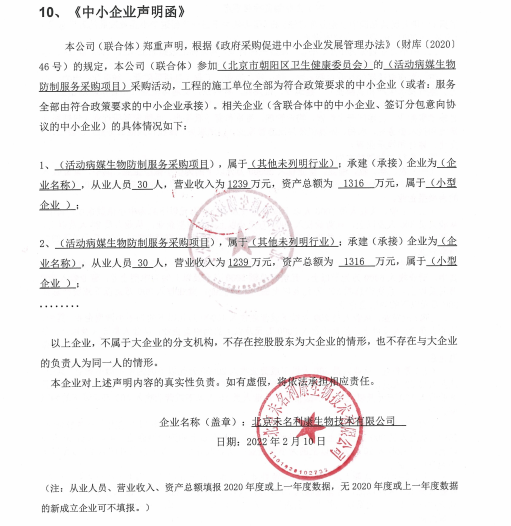 10、《中小企业声明函》
本公司（联合体）郑重声明，根据《政府采购促进中小企业发展管理办法》（财库〔2020〕
46 号）的规定，本公司（联合体）参加（北京市朝阳区卫生健康委员会）的（活动病媒生物
防制服务采购项目）采购活动，工程的施工单位全部为符合政策要求的中小企业（或者：服务
全部由符合政策要求的中小企业承接）。相关企业（含联合体中的中小企业、签订分包意向协
议的中小企业）的具体情况如下：
1、（活动病媒生物防制服务采购项目），属于（其他未列明行业）；承建（承接）企业为（企
业名称），从业人员 30 人，营业收入为 1239 万元，资产总额为 1316 万元，属于（小型
企业 ）；
2、（活动病媒生物防制服务采购项目），属于（其他未列明行业）；承建（承接）企业为（企
业名称），从业人员 30 人，营业收入为 1239 万元，资产总额为 1316 万元，属于（小型
企业 ）；
........
以上企业，不属于大企业的分支机构，不存在控股股东为大企业的情形，也不存在与大企业
的负责人为同一人的情形。
本企业对上述声明内容的真实性负责。如有虚假，将依法承担相应责任。
企业名称（盖章）：北京未名利康生物技术有限公司
日期：2022 年 2 月 10 日
北京未名利康生物技术有限公司
（注：从业人员、营业收入、资产总额填报 2020 年度或上一年度数据，无 2020 年度或上一年度数据
的新成立企业可不填报。）